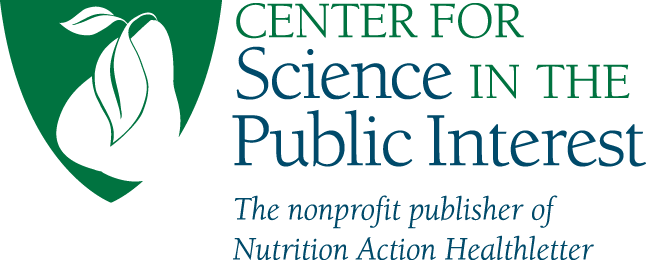 CENTER FOR
Science IN THE
Public Interest
The nonprofit publisher of
Nutrition Action Healthletter